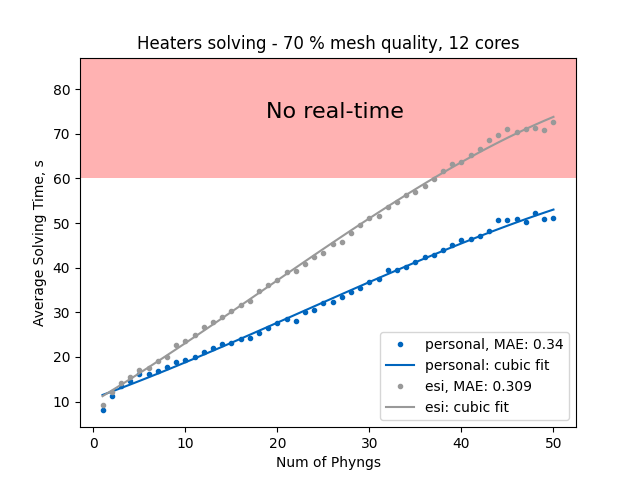 Heaters solving - 70 % mesh quality, 12 cores
No real-time
Average Solving Time, s
80
70
60
50
40
30
20
10
personal, MAE: 0.34
personal: cubic fit
esi, MAE: 0.309
esi: cubic fit
0
10
20
30
40
50
Num of Phyngs